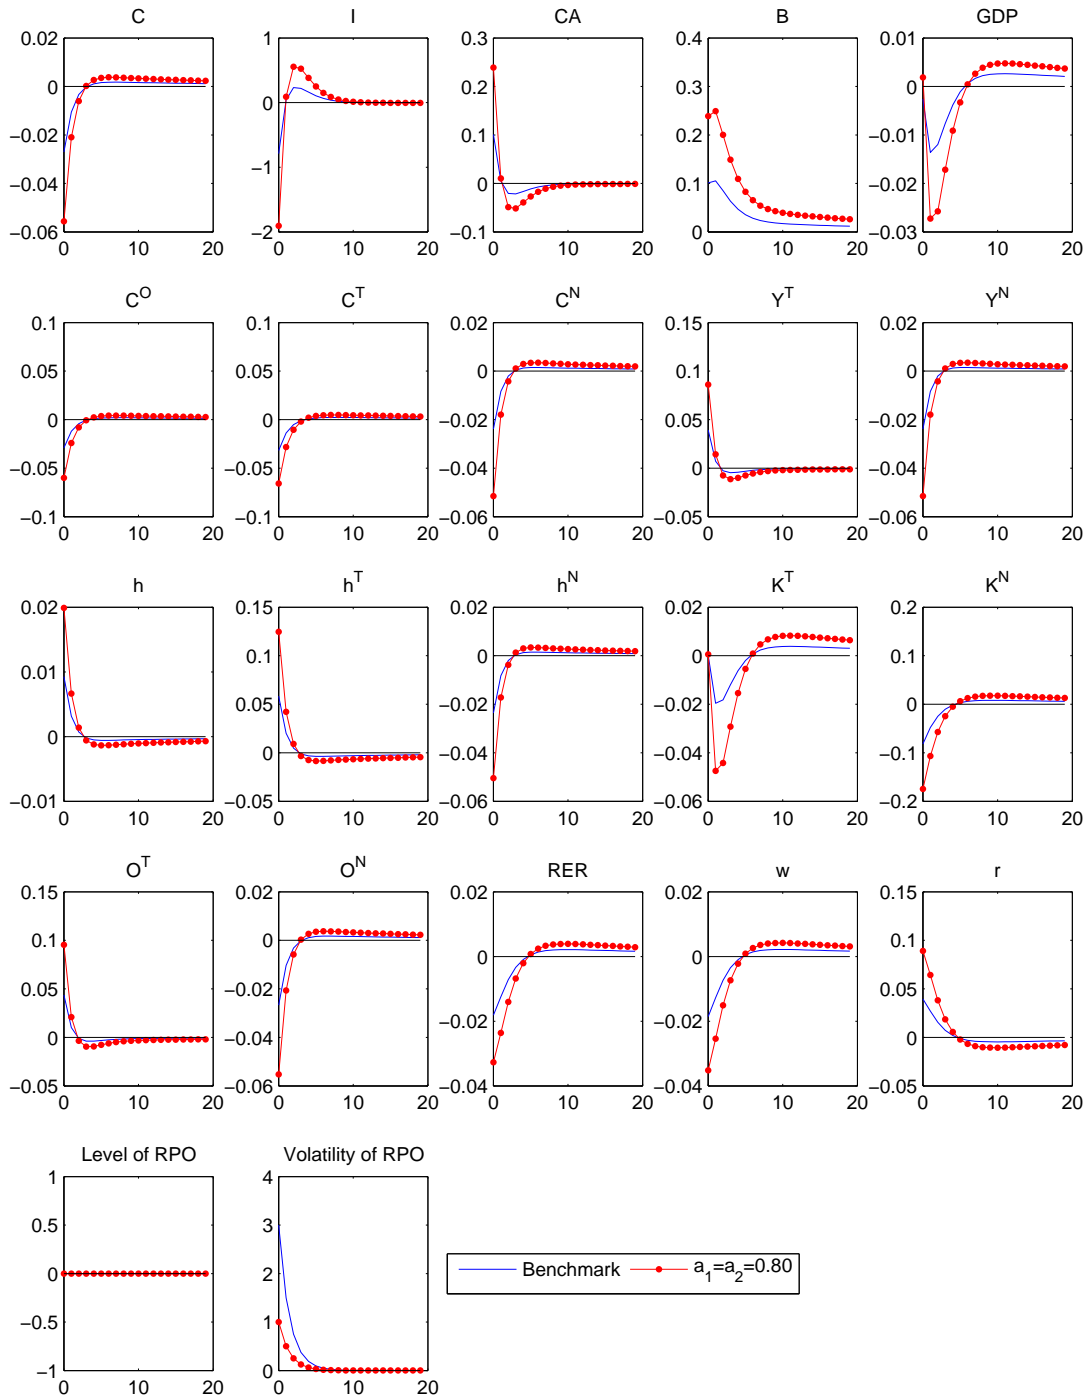 C
0.02
0
−0.02
−0.04
−0.06
0 10 20
I
1
0
−1
−2
0 10 20
CA
0.3
0.2
0.1
0
−0.1
0 10 20
B
0.4
0.3
0.2
0.1
0
0 10 20
GDP
0.01
0
−0.01
−0.02
−0.03
0 10 20
C^O
0.1
0.05
0
−0.05
−0.1
0 10 20
C^T
0.1
0.05
0
−0.05
−0.1
0 10 20
C^N
0.02
0
−0.02
−0.04
−0.06
0 10 20
Y^T
0.15
0.1
0.05
0
−0.05
0 10 20
Y^N
0.02
0
−0.02
−0.04
−0.06
0 10 20
h
0.02
0.01
0
−0.01
0 10 20
h^T
0.15
0.1
0.05
0
−0.05
0 10 20
h^N
0.02
0
−0.02
−0.04
−0.06
0 10 20
K^T
0.02
0
−0.02
−0.04
−0.06
0 10 20
K^N
0.2
0.1
0
−0.1
−0.2
0 10 20
O^T
0.15
0.1
0.05
0
−0.05
0 10 20
O^N
0.02
0
−0.02
−0.04
−0.06
0 10 20
RER
0.02
0
−0.02
−0.04
0 10 20
w
0.02
0
−0.02
−0.04
0 10 20
r
0.15
0.1
0.05
0
−0.05
0 10 20
Level of RPO
1
0.5
0
−0.5
−1
0 10 20
Volatility of RPO
4
3
2
1
0
0 10 20
Benchmark
a_1=a_2=0.80